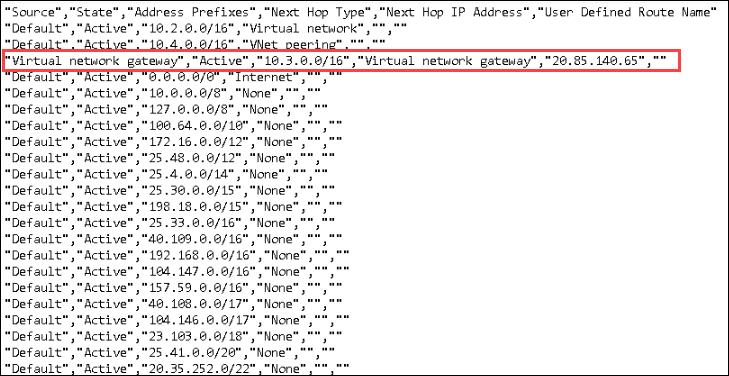 "Source","State","Address Prefixes","Next Hop Type","Next Hop IP Address","User Defined Route Name"
"Default","Active","10.2.0.0/16","Virtual network","",""
"Default","Active","10.4.0.0/16","VNet peering","",""
"Virtual network gateway","Active","10.3.0.0/16","Virtual network gateway","20.85.140.65",""
"Default","Active","0.0.0.0/0","Internet","",""
"Default","Active","10.0.0.0/8","None","",""
"Default","Active","127.0.0.0/8","None","",""
"Default","Active","100.64.0.0/10","None","",""
"Default","Active","172.16.0.0/12","None","",""
"Default","Active","25.48.0.0/12","None","",""
"Default","Active","25.4.0.0/14","None","",""
"Default","Active","25.30.0.0/15","None","",""
"Default","Active","198.18.0.0/15","None","",""
"Default","Active","25.33.0.0/16","None","",""
"Default","Active","40.109.0.0/16","None","",""
"Default","Active","192.168.0.0/16","None","",""
"Default","Active","104.147.0.0/16","None","",""
"Default","Active","157.59.0.0/16","None","",""
"Default","Active","40.108.0.0/17","None","",""
"Default","Active","104.146.0.0/17","None","",""
"Default","Active","23.103.0.0/18","None","",""
"Default","Active","25.41.0.0/20","None","",""
"Default","Active","20.35.252.0/22","None","",""